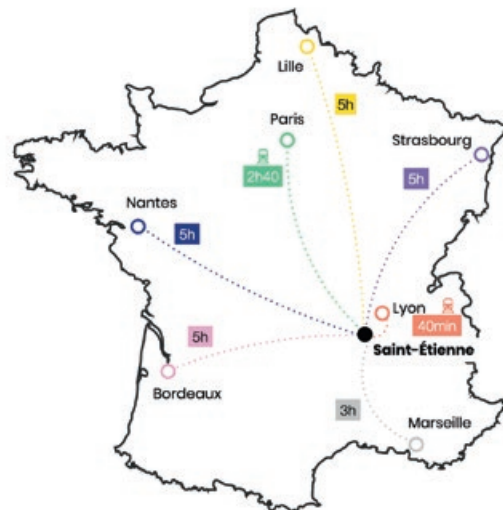 Lille
5h
Paris
Strasbourg
2h40
5h
Nantes
5h
Lyon
40min
Saint-Étienne
5h
Bordeaux
3h
Marseille